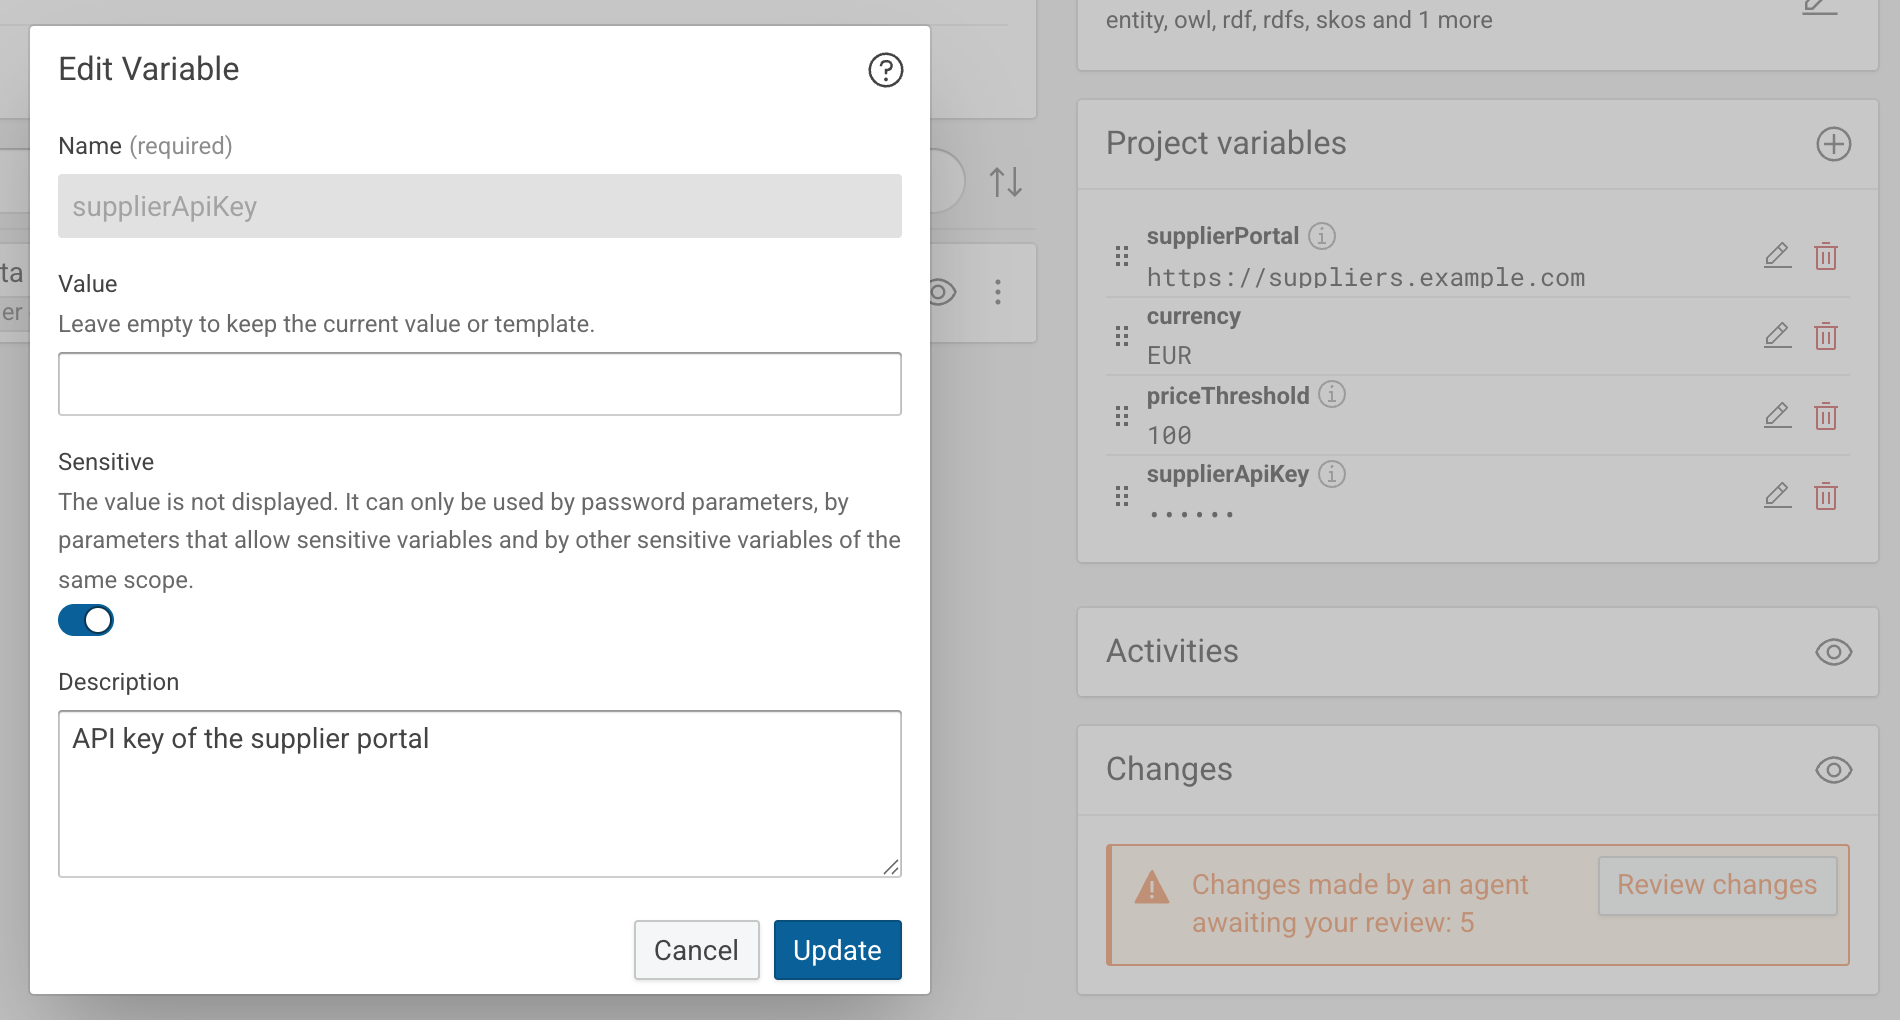 Edit Variable
Name (required)
supplierApiKey
Value
Leave empty to keep the current value or template.
Sensitive
The value is not displayed. It can only be used by password parameters, by
parameters that allow sensitive variables and by other sensitive variables of the
same scope.
Description
API key of the supplier portal
Cancel
Update
ta
er
entity, owl, rdf, rdfs, skos and 1 more
Project variables
supplierPortal
https://suppliers.example.com
currency
EUR
priceThreshold
100
supplierApiKey
······
Activities
Changes
Changes made by an agent
awaiting your review: 5
Review changes